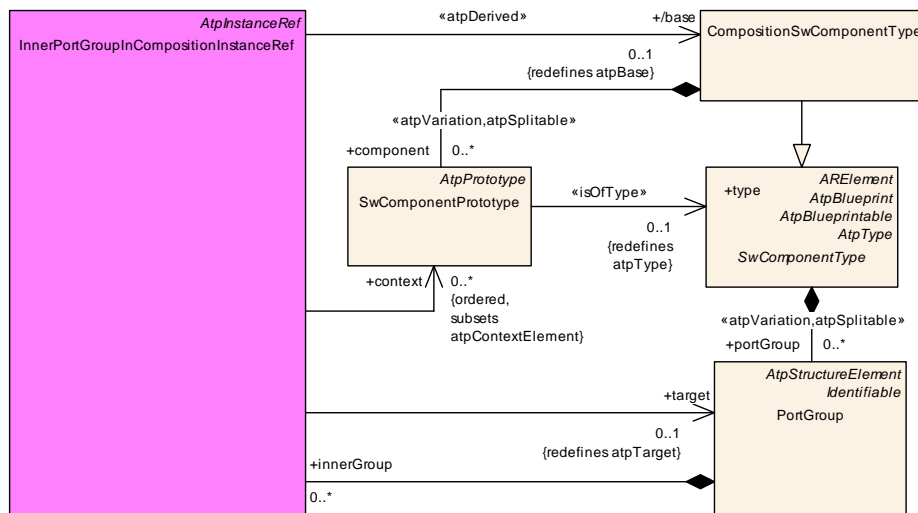 AtpInstanceRef
InnerPortGroupInCompositionInstanceRef
«atpDerived»
+/base
0..1
{redefines atpBase}
CompositionSwComponentType
«atpVariation,atpSplitable»
+component
0..*
AtpPrototype
SwComponentPrototype
«isOfType»
+type
0..1
{redefines
atpType}
ARElement
AtpBlueprint
AtpBlueprintable
AtpType
SwComponentType
+context
0..*
{ordered,
subsets
atpContextElement}
«atpVariation,atpSplitable»
+portGroup
0..*
AtpStructureElement
Identifiable
PortGroup
+target
0..1
{redefines atpTarget}
+innerGroup
0..*